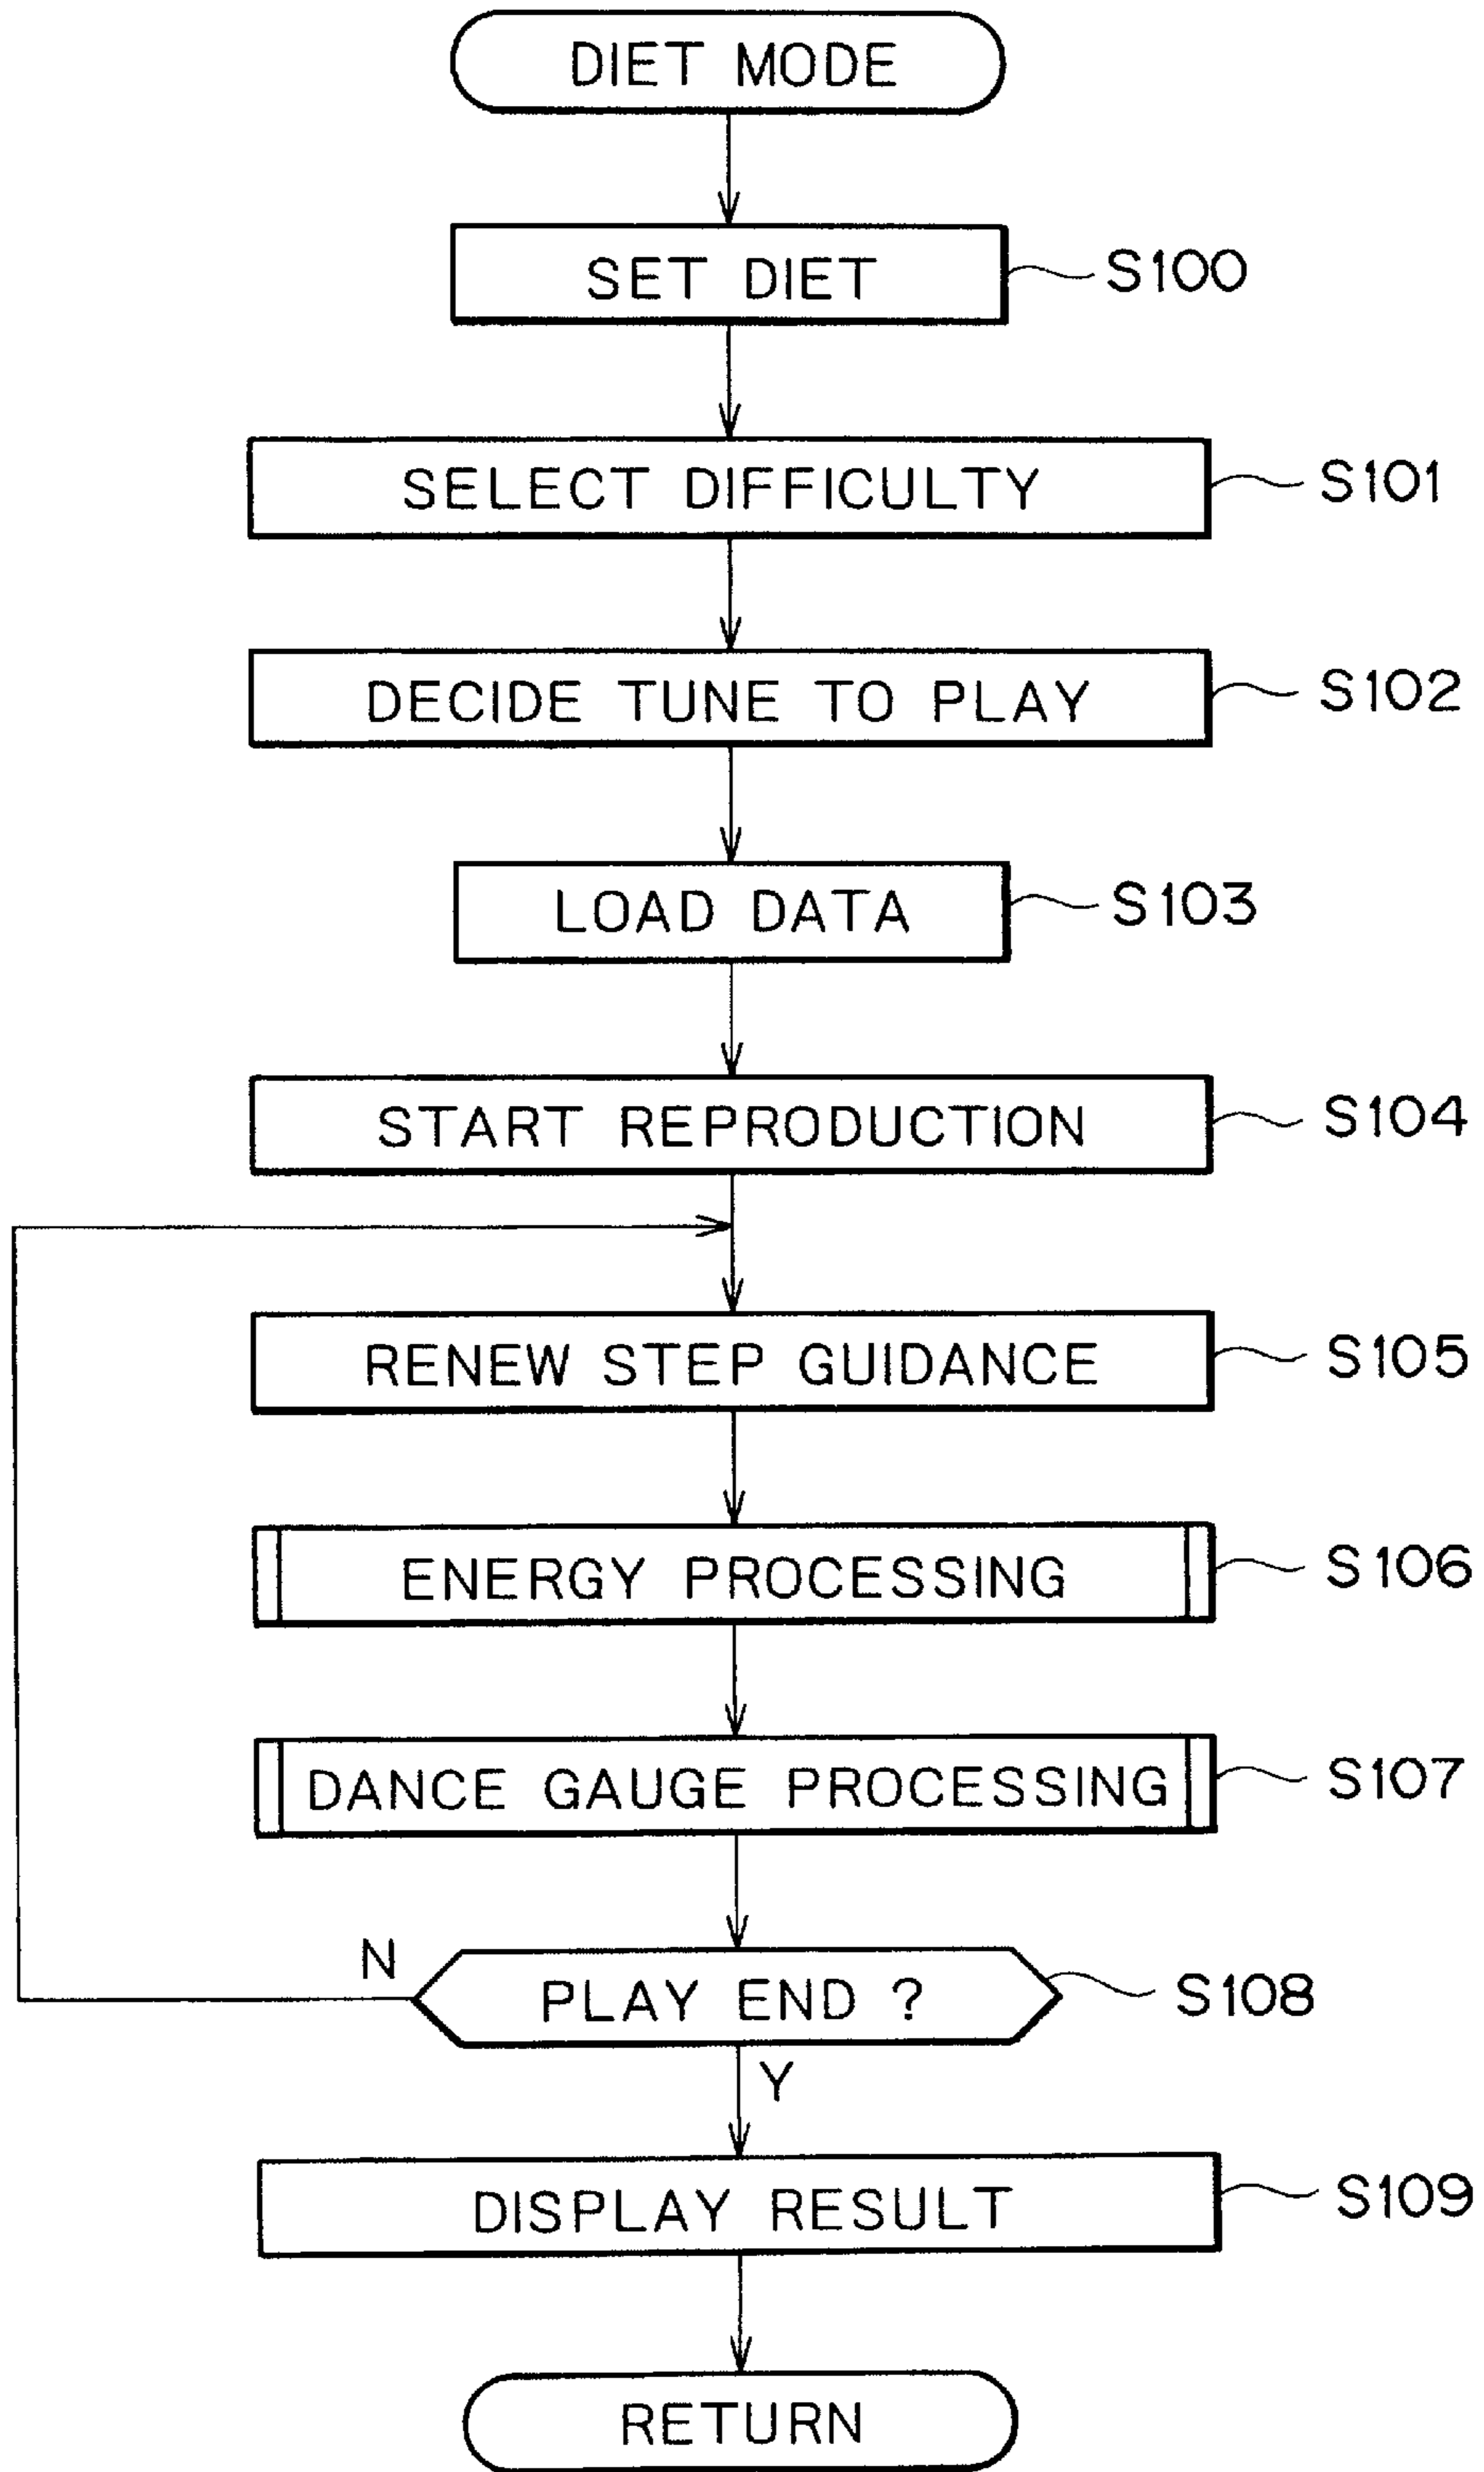 DIET MODE
SET DIET S100
SELECT DIFFICULTY S101
DECIDE TUNE TO PLAY S102
LOAD DATA S103
START REPRODUCTION S104
RENEW STEP GUIDANCE S105
ENERGY PROCESSING S106
DANCE GAUGE PROCESSING S107
N
PLAY END ? S108
Y
DISPLAY RESULT S109
RETURN